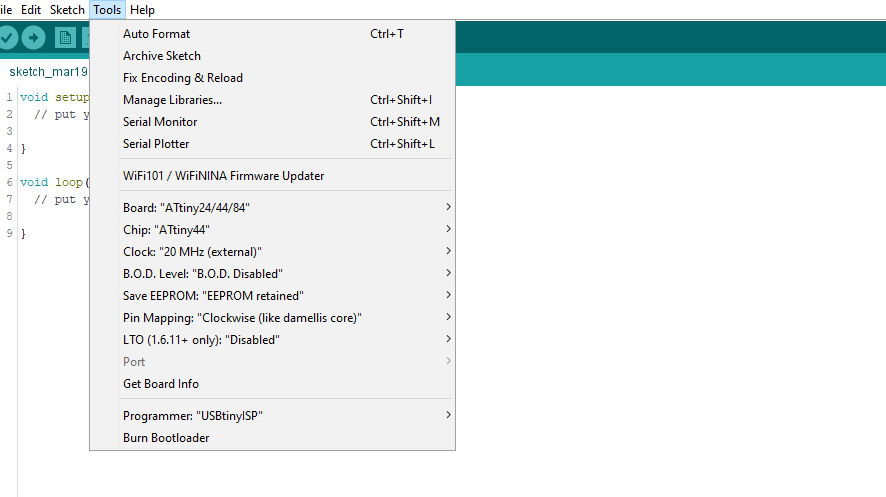 ile Edit Sketch Tools Help
sketch_mar19
1 void setup
2 // put y
3
4 }
5
6 void loop(
7 // put y
8
9 }
Auto Format Ctrl+T
Archive Sketch
Fix Encoding & Reload
Manage Libraries... Ctrl+Shift+I
Serial Monitor Ctrl+Shift+M
Serial Plotter Ctrl+Shift+L
WiFi101 / WiFiNINA Firmware Updater
Board: "ATtiny24/44/84"
Chip: "ATtiny44"
Clock: "20 MHz (external)"
B.O.D. Level: "B.O.D. Disabled"
Save EEPROM: "EEPROM retained"
Pin Mapping: "Clockwise (like damellis core)"
LTO (1.6.11+ only): "Disabled"
Port
Get Board Info
Programmer: "USBtinyISP"
Burn Bootloader